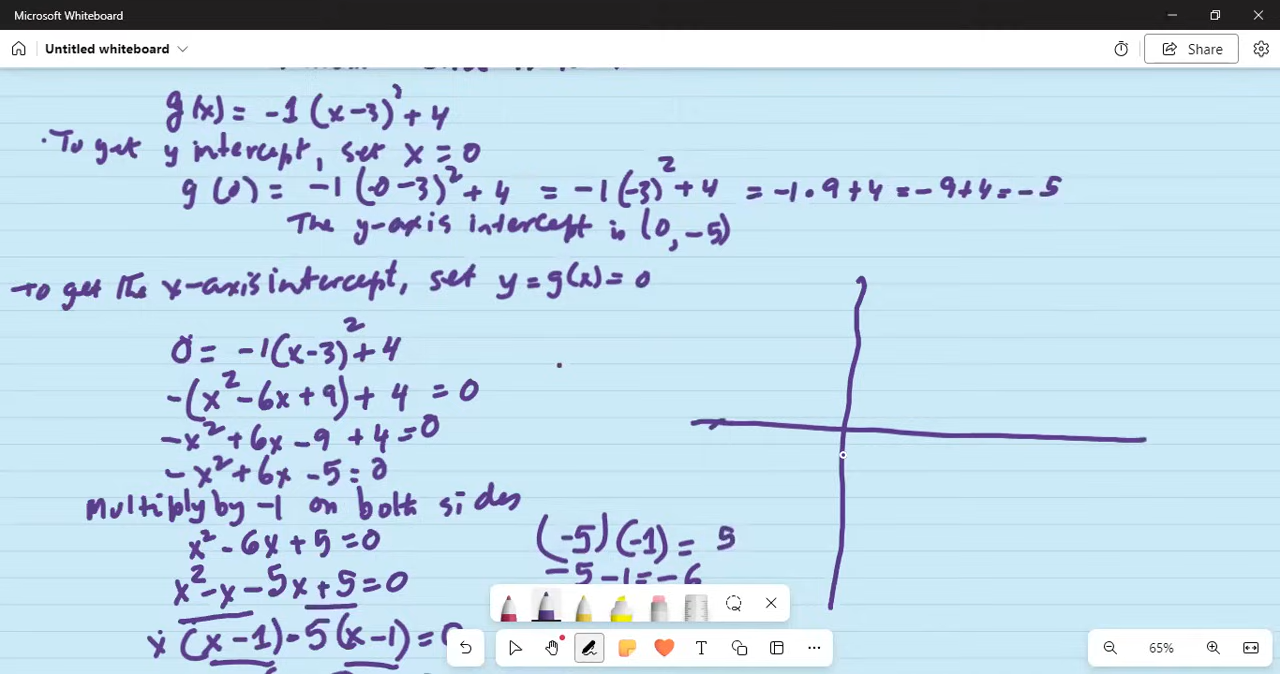 Microsoft Whiteboard
Untitled whiteboard
Share
g(x) = -1 (x-3)² + 4
To get y intercept, set x = 0
g(0) = -1 (-0-3)² + 4 = -1 (-3)² + 4 = -1 • 9 + 4 = -9+4 = -5
The y-axis intercept is (0, -5)
To get the x-axis intercept, set y = g(x) = 0
0 = -1(x-3)² + 4
-(x² - 6x + 9) + 4 = 0
-x² + 6x - 9 + 4 = 0
-x² + 6x - 5 = 0
Multiply by -1 on both sides
x² - 6x + 5 = 0
(-5)(-1) = 5
-5 -1 = -6
x² - x - 5x + 5 = 0
x (x-1) - 5 (x-1) = 0
65%